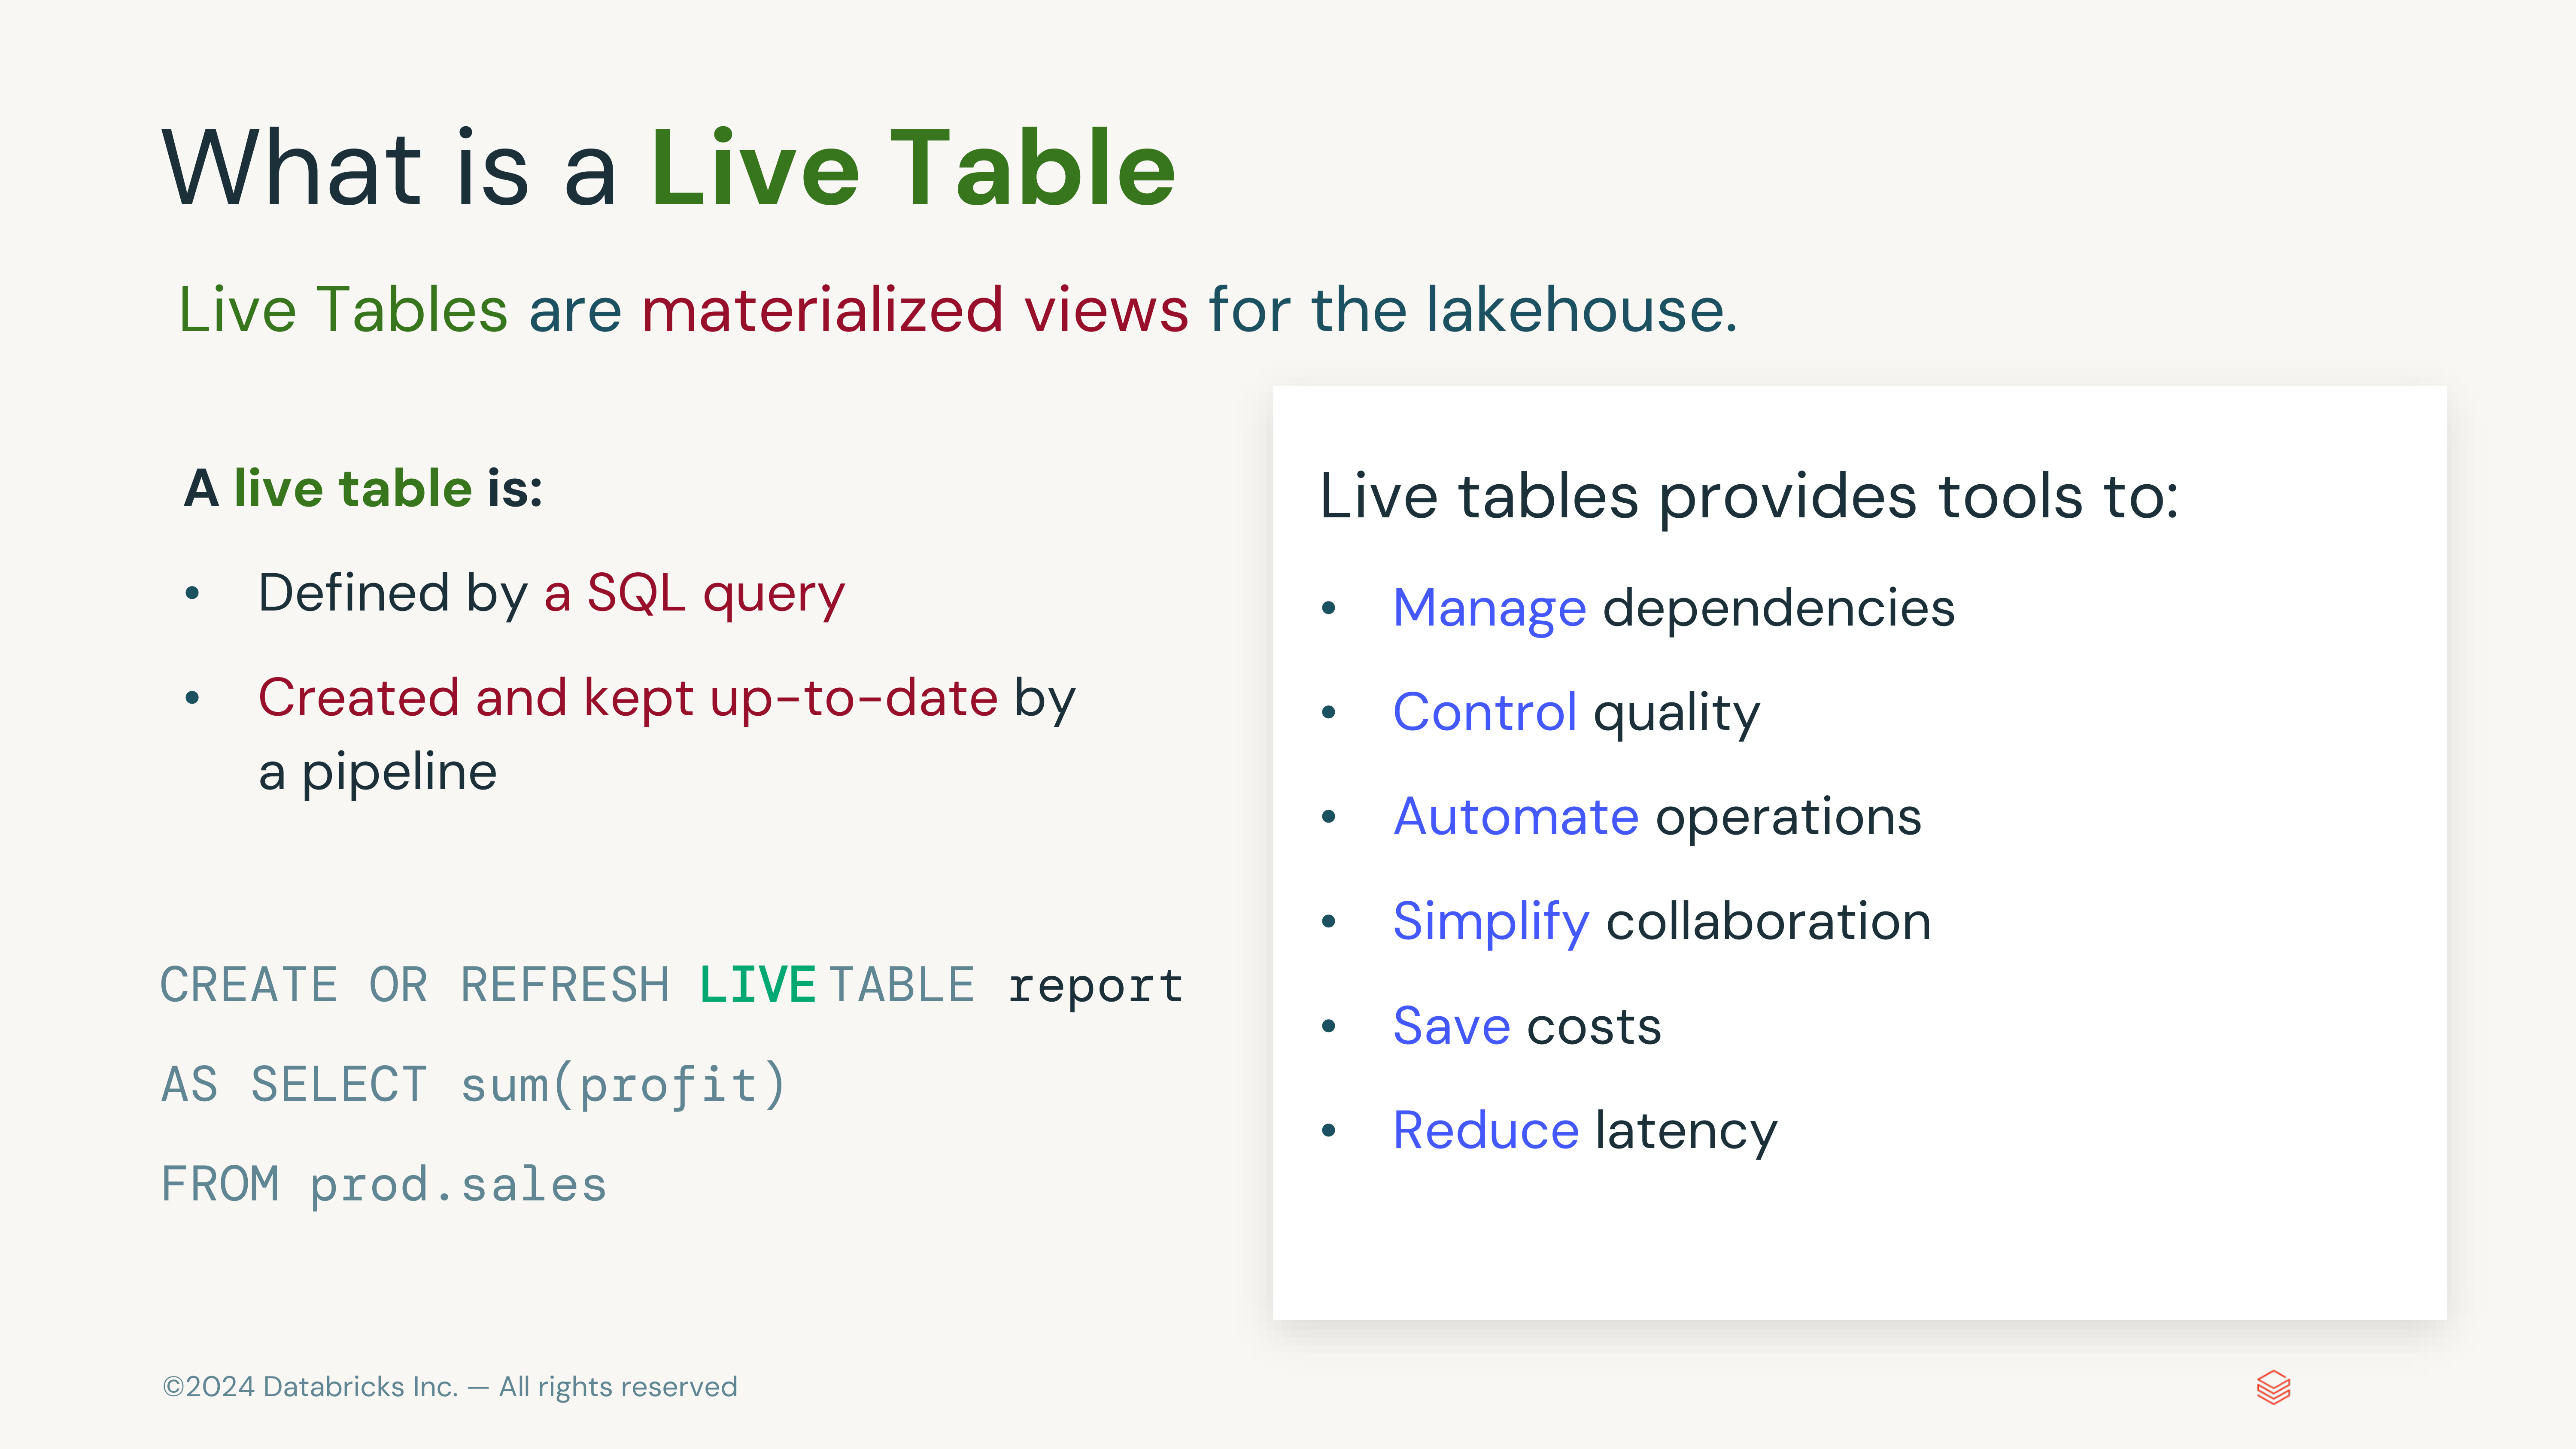 What is a Live Table
Live Tables are materialized views for the lakehouse.
A live table is:
• Defined by a SQL query
• Created and kept up-to-date by
a pipeline
CREATE OR REFRESH LIVE TABLE report
AS SELECT sum(profit)
FROM prod.sales
Live tables provides tools to:
• Manage dependencies
• Control quality
• Automate operations
• Simplify collaboration
• Save costs
• Reduce latency
©2024 Databricks Inc. — All rights reserved